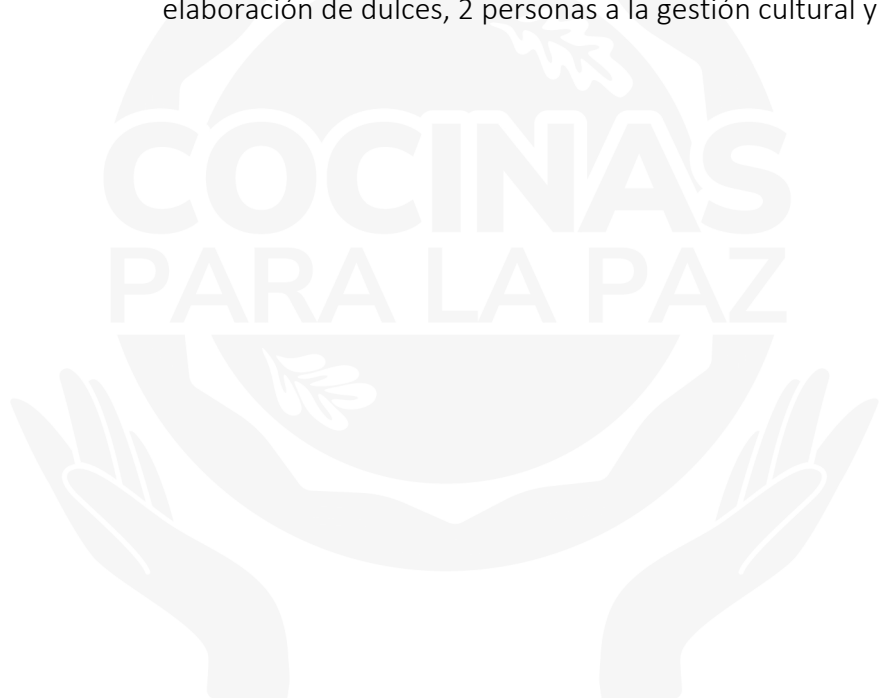 elaboración de dulces, 2 personas a la gestión cultural y
COCINAS
PARA LA PAZ